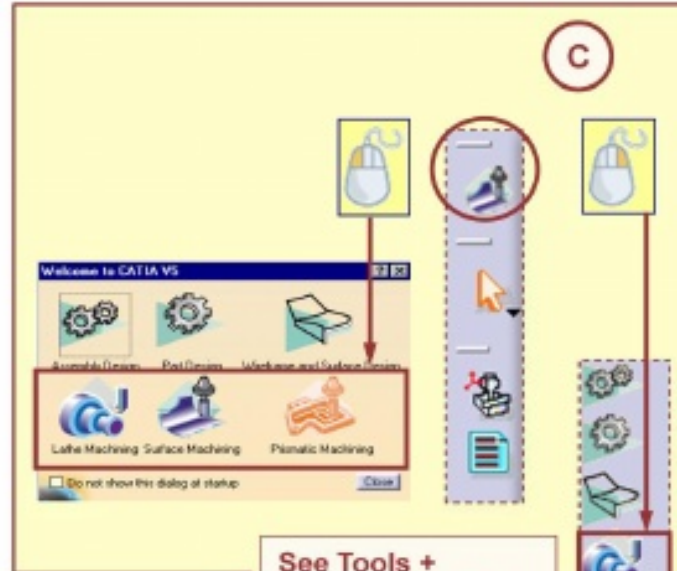 C
Welcome to CATIA V5
Assembly Design Part Design Wireframe and Surface Design
Lathe Machining Surface Machining Prismatic Machining
Do not show this dialog at startup Close
See Tools +